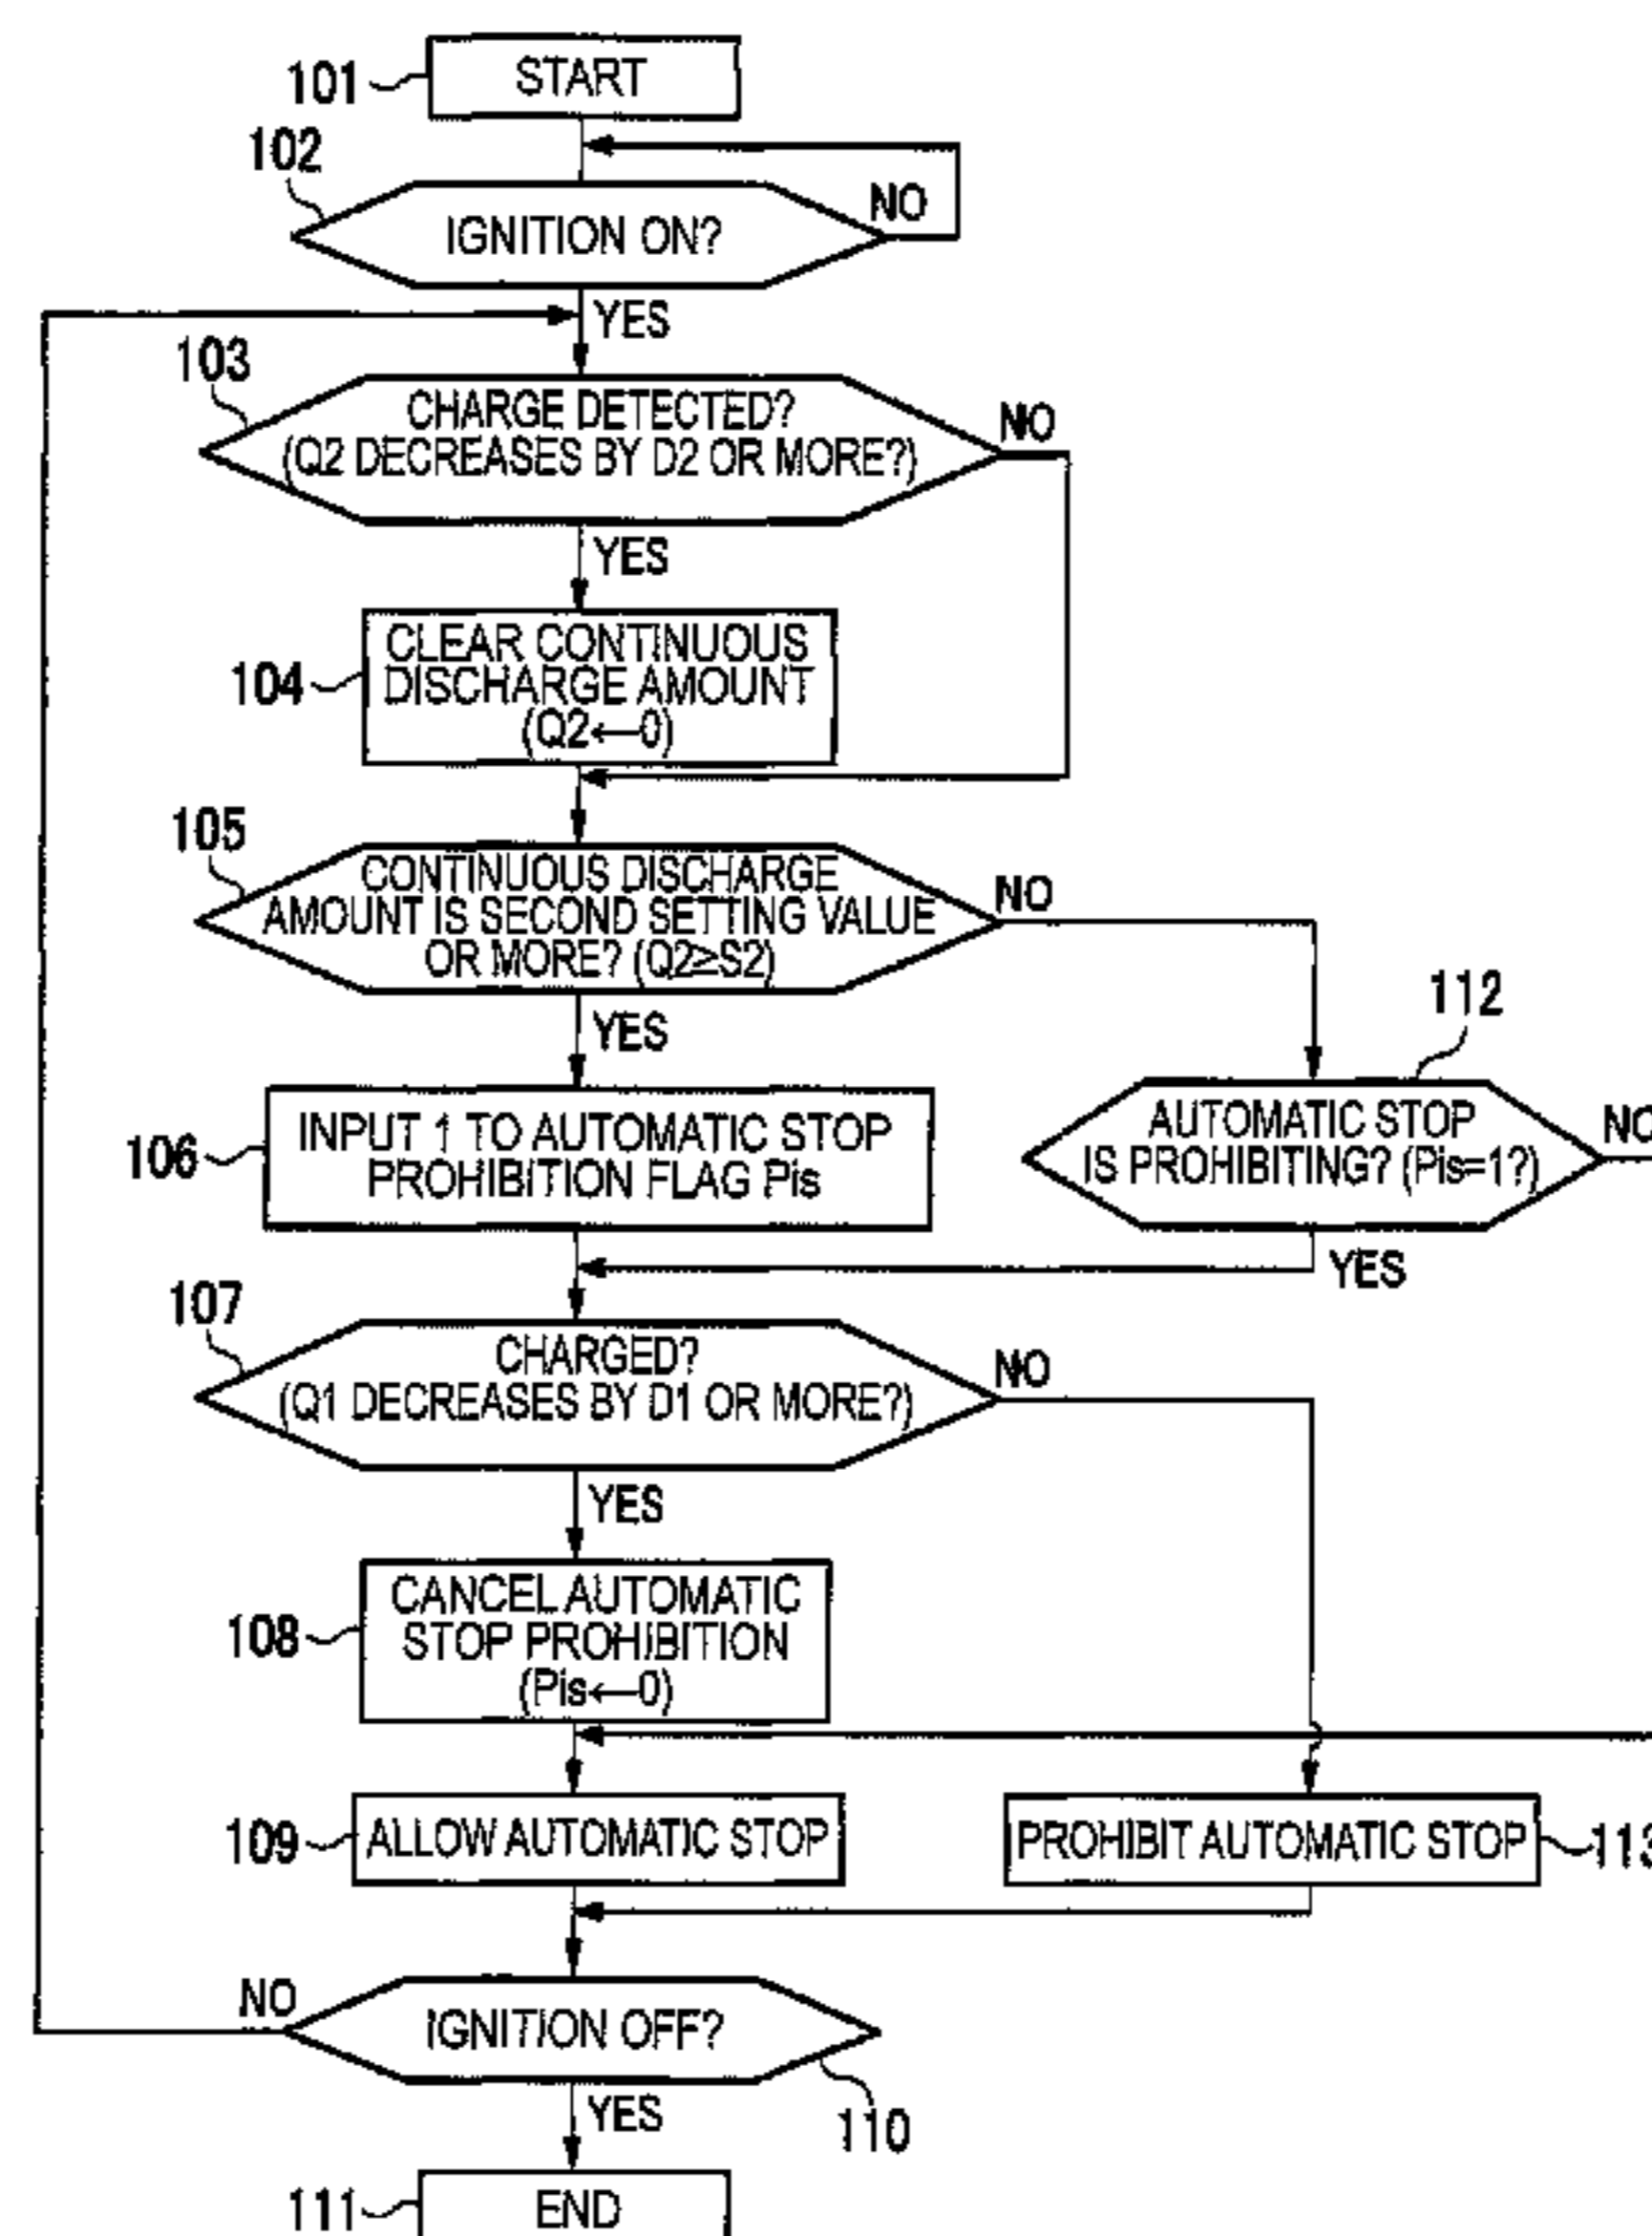 101
START
102
IGNITION ON?
NO
YES
103
CHARGE DETECTED?
(Q2 DECREASES BY D2 OR MORE?)
NO
YES
104
CLEAR CONTINUOUS
DISCHARGE AMOUNT
(Q2←0)
105
CONTINUOUS DISCHARGE
AMOUNT IS SECOND SETTING VALUE
OR MORE? (Q2≥S2)
NO
YES
112
AUTOMATIC STOP
IS PROHIBITING? (Pis=1?)
NO
YES
106
INPUT 1 TO AUTOMATIC STOP
PROHIBITION FLAG Pis
107
CHARGED?
(Q1 DECREASES BY D1 OR MORE?)
NO
YES
108
CANCEL AUTOMATIC
STOP PROHIBITION
(Pis←0)
109
ALLOW AUTOMATIC STOP
PROHIBIT AUTOMATIC STOP
113
NO
IGNITION OFF?
110
YES
111
END